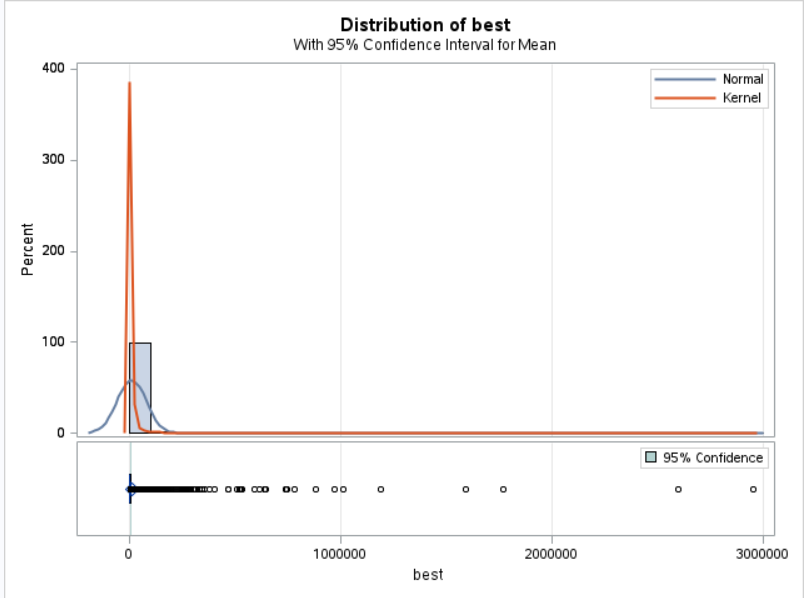 Distribution of best
With 95% Confidence Interval for Mean
Normal
Kernel
Percent
400
300
200
100
0
95% Confidence
0 1000000 2000000 3000000
best